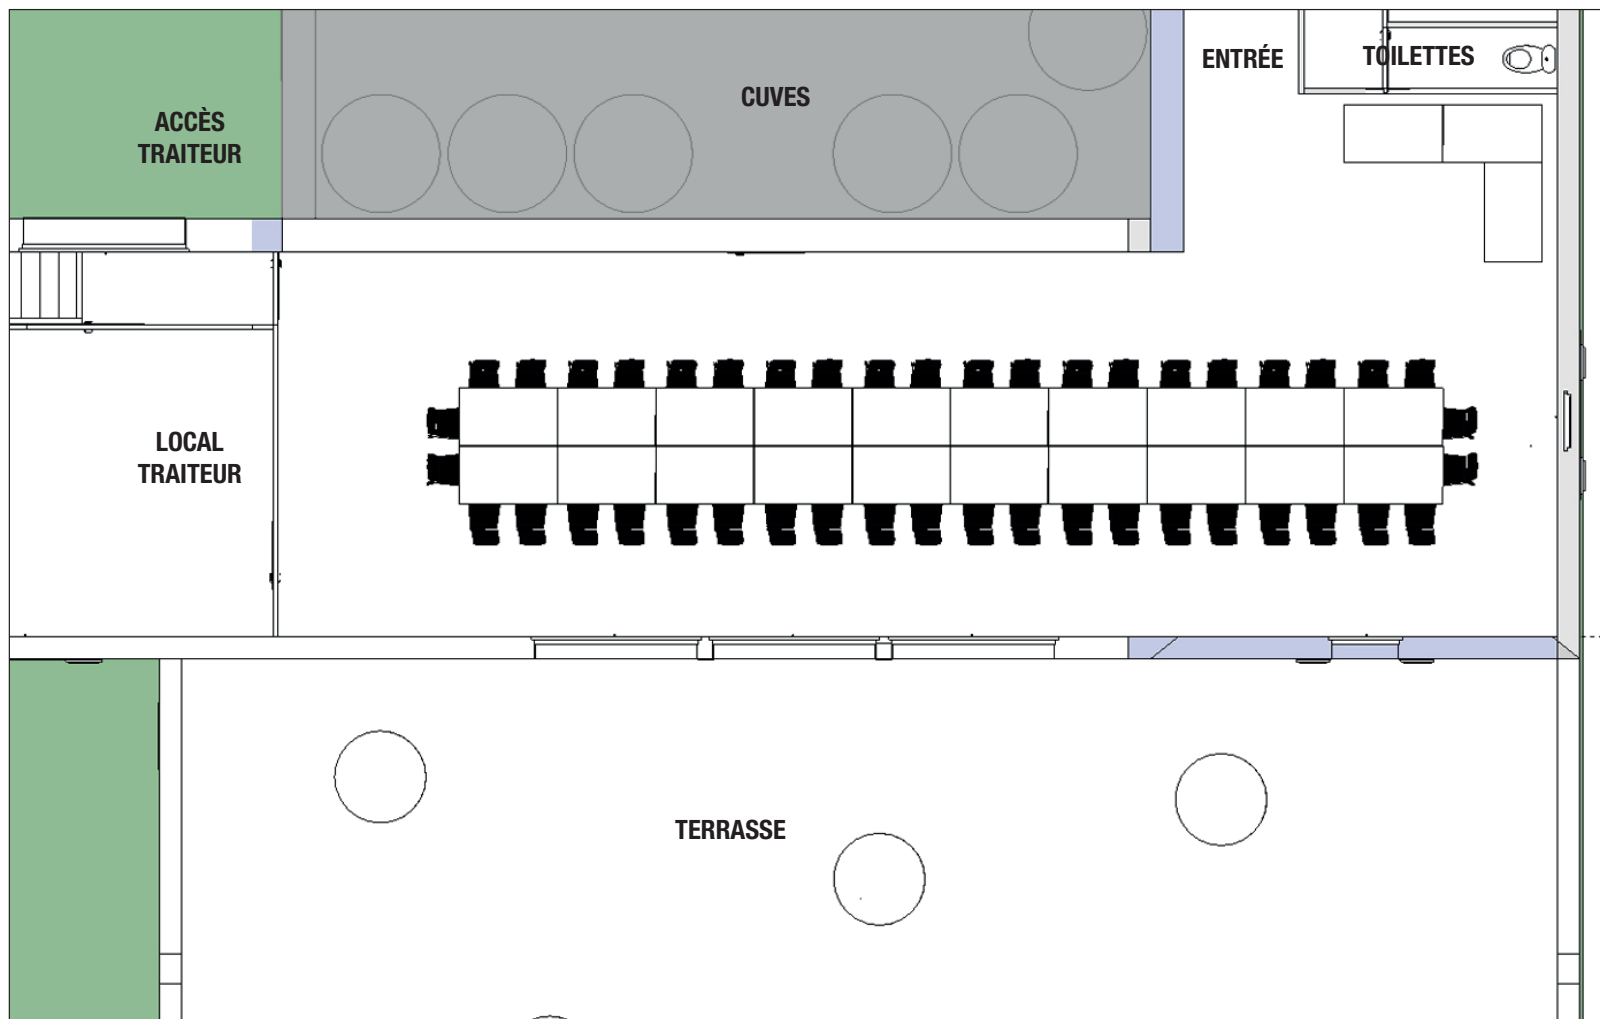 ENTRÉE
TOILETTES
CUVES
ACCÈS
TRAITEUR
LOCAL
TRAITEUR
TERRASSE